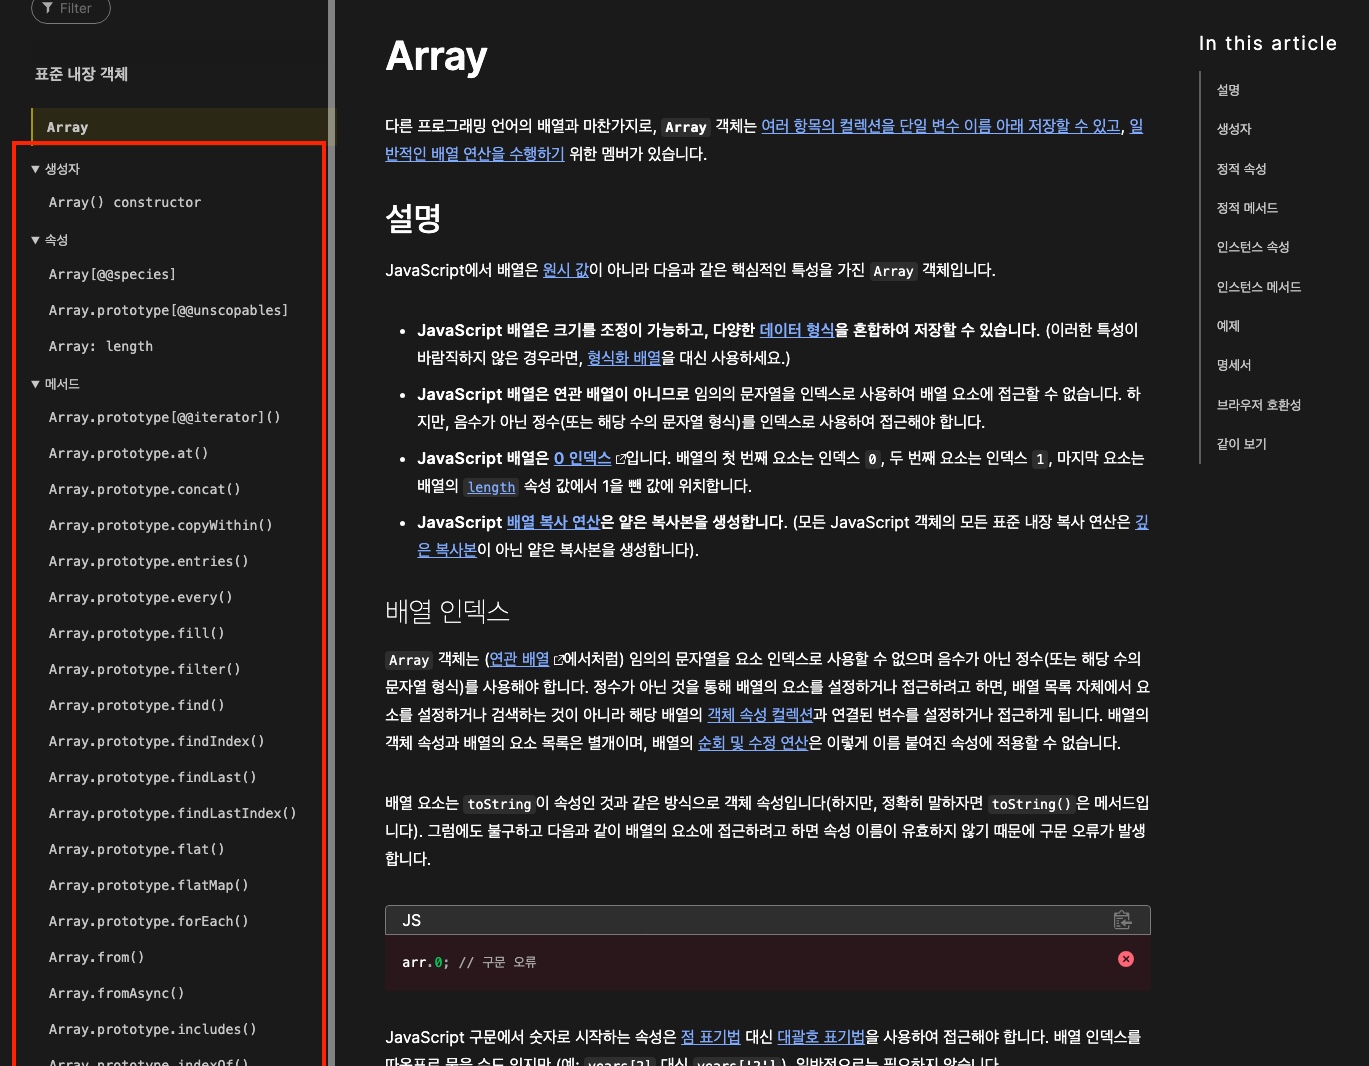 Filter
표준 내장 객체
Array
생성자
Array() constructor
속성
Array[@@species]
Array.prototype[@@unscopables]
Array: length
메서드
Array.prototype[@@iterator]()
Array.prototype.at()
Array.prototype.concat()
Array.prototype.copyWithin()
Array.prototype.entries()
Array.prototype.every()
Array.prototype.fill()
Array.prototype.filter()
Array.prototype.find()
Array.prototype.findIndex()
Array.prototype.findLast()
Array.prototype.findLastIndex()
Array.prototype.flat()
Array.prototype.flatMap()
Array.prototype.forEach()
Array.from()
Array.fromAsync()
Array.prototype.includes()
Array.prototype.indexOf()
Array
다른 프로그래밍 언어의 배열과 마찬가지로, Array 객체는 여러 항목의 컬렉션을 단일 변수 이름 아래 저장할 수 있고, 일
반적인 배열 연산을 수행하기 위한 멤버가 있습니다.
설명
JavaScript에서 배열은 원시 값이 아니라 다음과 같은 핵심적인 특성을 가진 Array 객체입니다.
• JavaScript 배열은 크기를 조정이 가능하고, 다양한 데이터 형식을 혼합하여 저장할 수 있습니다. (이러한 특성이
바람직하지 않은 경우라면, 형식화 배열을 대신 사용하세요.)
• JavaScript 배열은 연관 배열이 아니므로 임의의 문자열을 인덱스로 사용하여 배열 요소에 접근할 수 없습니다. 하
지만, 음수가 아닌 정수(또는 해당 수의 문자열 형식)를 인덱스로 사용하여 접근해야 합니다.
• JavaScript 배열은 0 인덱스입니다. 배열의 첫 번째 요소는 인덱스 0, 두 번째 요소는 인덱스 1, 마지막 요소는
배열의 length 속성 값에서 1을 뺀 값에 위치합니다.
• JavaScript 배열 복사 연산은 얕은 복사본을 생성합니다. (모든 JavaScript 객체의 모든 표준 내장 복사 연산은 깊
은 복사본이 아닌 얕은 복사본을 생성합니다).
배열 인덱스
Array 객체는 (연관 배열에서처럼) 임의의 문자열을 요소 인덱스로 사용할 수 없으며 음수가 아닌 정수(또는 해당 수의
문자열 형식)를 사용해야 합니다. 정수가 아닌 것을 통해 배열의 요소를 설정하거나 접근하려고 하면, 배열 목록 자체에서 요
소를 설정하거나 검색하는 것이 아니라 해당 배열의 객체 속성 컬렉션과 연결된 변수를 설정하거나 접근하게 됩니다. 배열의
객체 속성과 배열의 요소 목록은 별개이며, 배열의 순회 및 수정 연산은 이렇게 이름 붙여진 속성에 적용할 수 없습니다.
배열 요소는 toString이 속성인 것과 같은 방식으로 객체 속성입니다(하지만, 정확히 말하자면 toString()은 메서드입
니다). 그럼에도 불구하고 다음과 같이 배열의 요소에 접근하려고 하면 속성 이름이 유효하지 않기 때문에 구문 오류가 발생
합니다.
JS
arr.0; // 구문 오류
JavaScript 구문에서 숫자로 시작하는 속성은 점 표기법 대신 대괄호 표기법을 사용하여 접근해야 합니다. 배열 인덱스를
따옴표로 묶을 수도 있지만 (예: years[2] 대신 years['2']), 일반적으로는 필요하지 않습니다.
In this article
설명
생성자
정적 속성
정적 메서드
인스턴스 속성
인스턴스 메서드
예제
명세서
브라우저 호환성
같이 보기